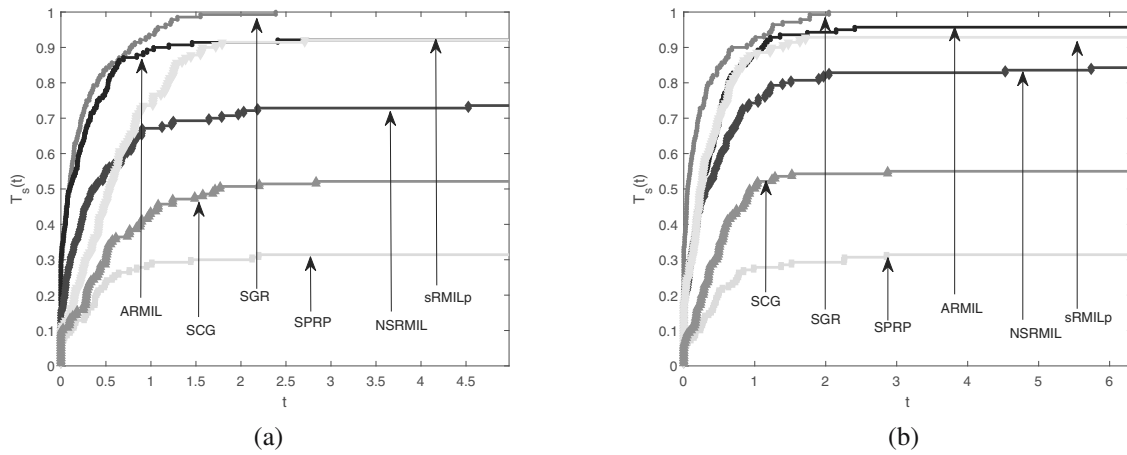 1
0.9
0.8
0.7
0.6
0.5
0.4
0.3
0.2
0.1
0
T_s(t)
0 0.5 1 1.5 2 2.5 3 3.5 4 4.5
t
ARMIL
SCG
SGR
SPRP
NSRMIL
sRMILp
(a)
1
0.9
0.8
0.7
0.6
0.5
0.4
0.3
0.2
0.1
0
T_s(t)
0 1 2 3 4 5 6
t
SCG
SGR
SPRP
ARMIL
NSRMIL
sRMILp
(b)